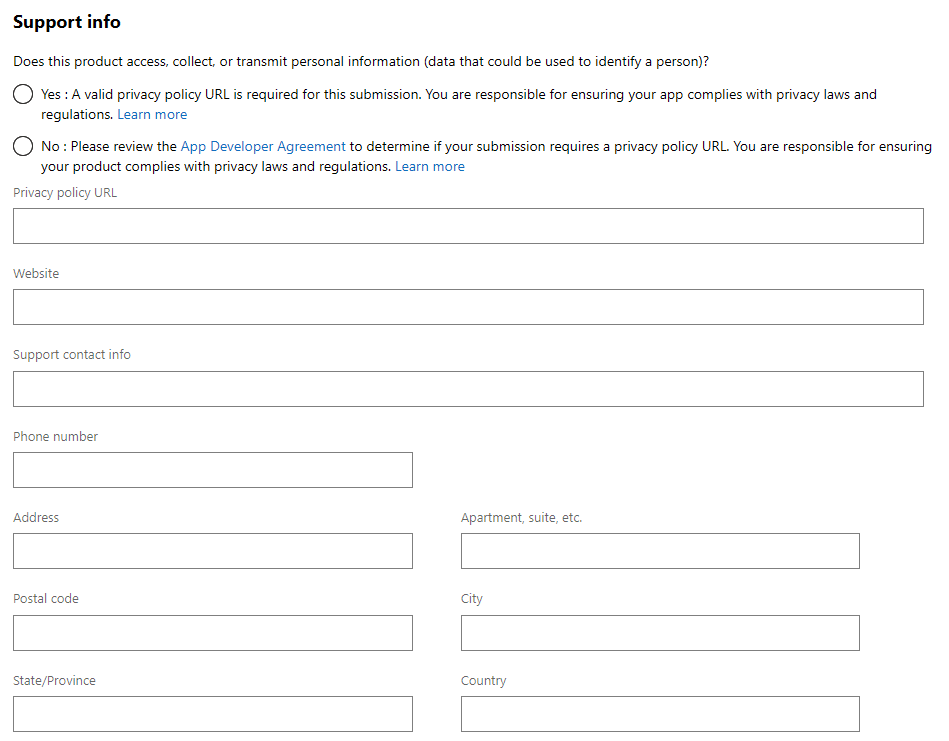 Support info
Does this product access, collect, or transmit personal information (data that could be used to identify a person)?
Yes : A valid privacy policy URL is required for this submission. You are responsible for ensuring your app complies with privacy laws and
regulations. Learn more
No : Please review the App Developer Agreement to determine if your submission requires a privacy policy URL. You are responsible for ensuring
your product complies with privacy laws and regulations. Learn more
Privacy policy URL
Website
Support contact info
Phone number
Address
Apartment, suite, etc.
Postal code
City
State/Province
Country